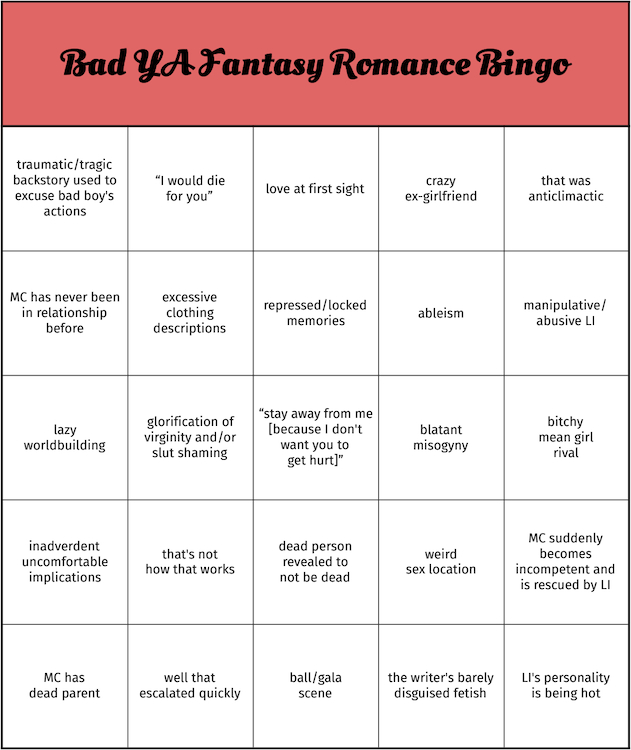 Bad YA Fantasy Romance Bingo
traumatic/tragic
backstory used to
excuse bad boy's
actions
“I would die
for you”
love at first sight
crazy
ex-girlfriend
that was
anticlimactic
MC has never been
in relationship
before
excessive
clothing
descriptions
repressed/locked
memories
ableism
manipulative/
abusive LI
lazy
worldbuilding
glorification of
virginity and/or
slut shaming
“stay away from me
[because I don't
want you to
get hurt]”
blatant
misogyny
bitchy
mean girl
rival
inadverdent
uncomfortable
implications
that's not
how that works
dead person
revealed to
not be dead
weird
sex location
MC suddenly
becomes
incompetent and
is rescued by LI
MC has
dead parent
well that
escalated quickly
ball/gala
scene
the writer's barely
disguised fetish
LI's personality
is being hot